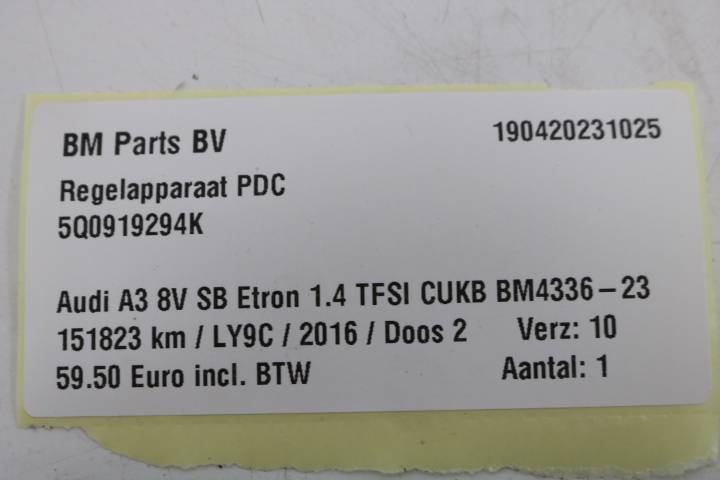 BM Parts BV 190420231025
Regelapparaat PDC
5Q0919294K
Audi A3 8V SB Etron 1.4 TFSI CUKB BM4336-23
151823 km / LY9C / 2016 / Doos 2 Verz: 10
59.50 Euro incl. BTW Aantal: 1